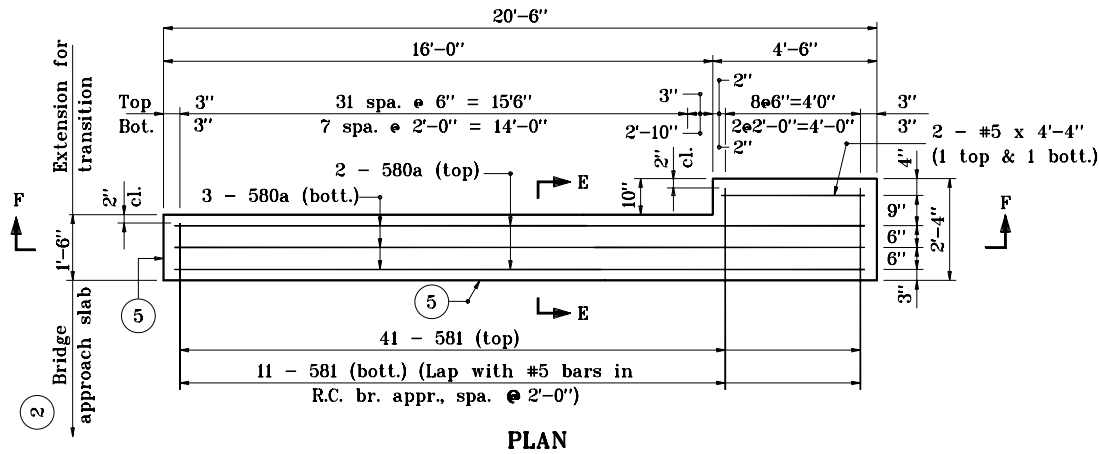 20'-6"
16'-0"
4'-6"
Extension for
transition
Top
3"
31 spa. @ 6" = 15'6"
3"
2"
8@6"=4'0"
3"
Bot.
3"
7 spa. @ 2'-0" = 14'-0"
2'-10"
2@2'-0"=4'-0"
3"
2"
2 - #5 x 4'-4"
(1 top & 1 bott.)
2" cl.
2 - 580a (top)
E
4"
F
2" cl.
3 - 580a (bott.)
10"
9"
F
1'-6"
6"
2'-4"
6"
5
5
E
3"
Bridge
approach slab
41 - 581 (top)
11 - 581 (bott.) (Lap with #5 bars in
R.C. br. appr., spa. @ 2'-0")
2
PLAN